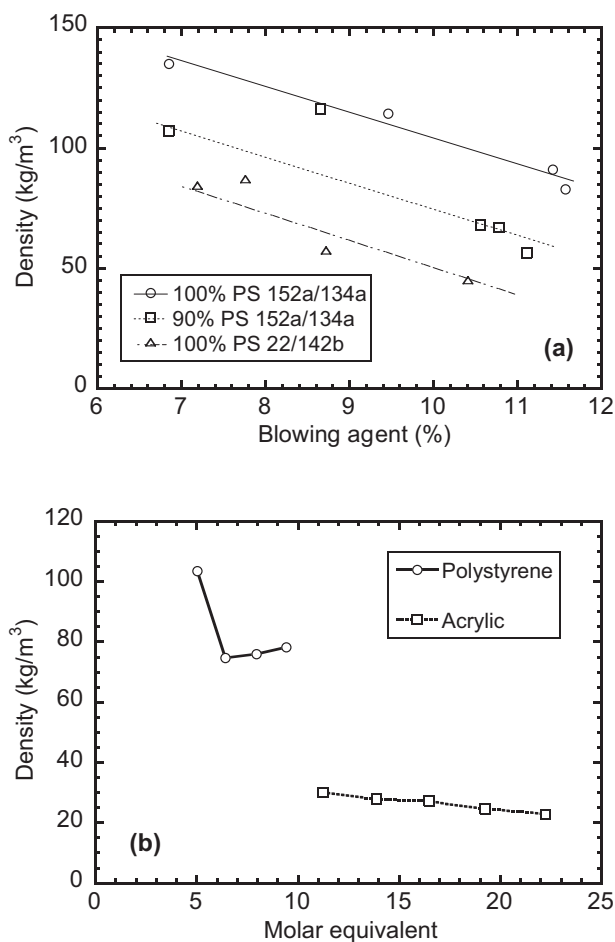 150
100
50
0
Density (kg/m3)
100% PS 152a/134a
90% PS 152a/134a
100% PS 22/142b
(a)
6 7 8 9 10 11 12
Blowing agent (%)
120
100
80
60
40
20
0
Density (kg/m3)
Polystyrene
Acrylic
(b)
0 5 10 15 20 25
Molar equivalent